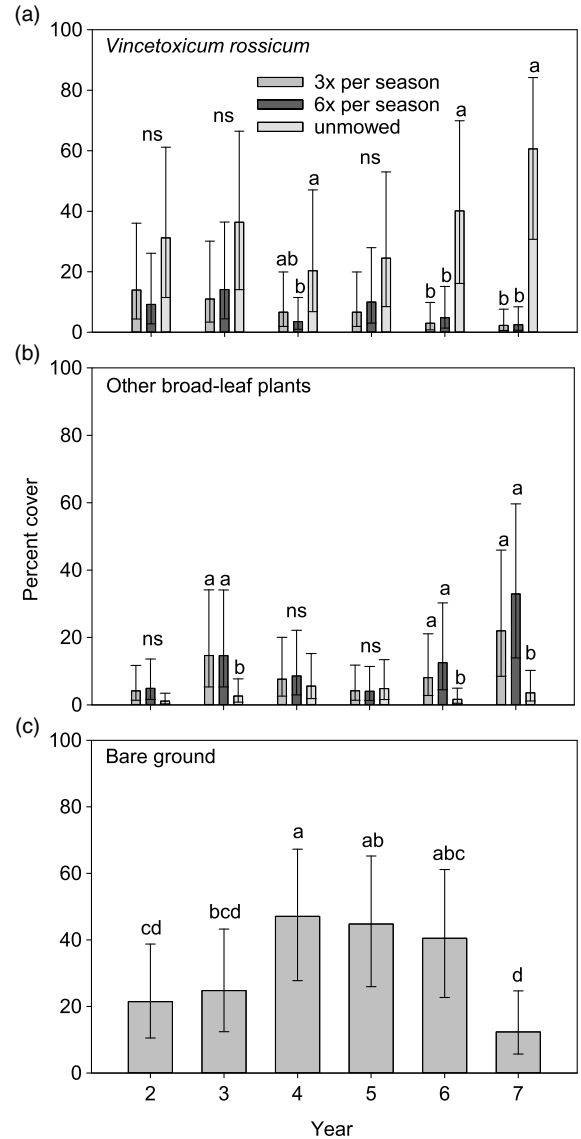 (a)
100
Vincetoxicum rossicum
3x per season
6x per season
unmowed
80
60
40
20
0
ns
ns
ab
b
a
ns
b
b
a
b
b
a
(b)
100
Other broad-leaf plants
80
60
40
20
0
ns
a
a
b
ns
ns
a
a
b
a
a
b
Percent cover
(c)
100
Bare ground
80
60
40
20
0
cd
bcd
a
ab
abc
d
2 3 4 5 6 7
Year